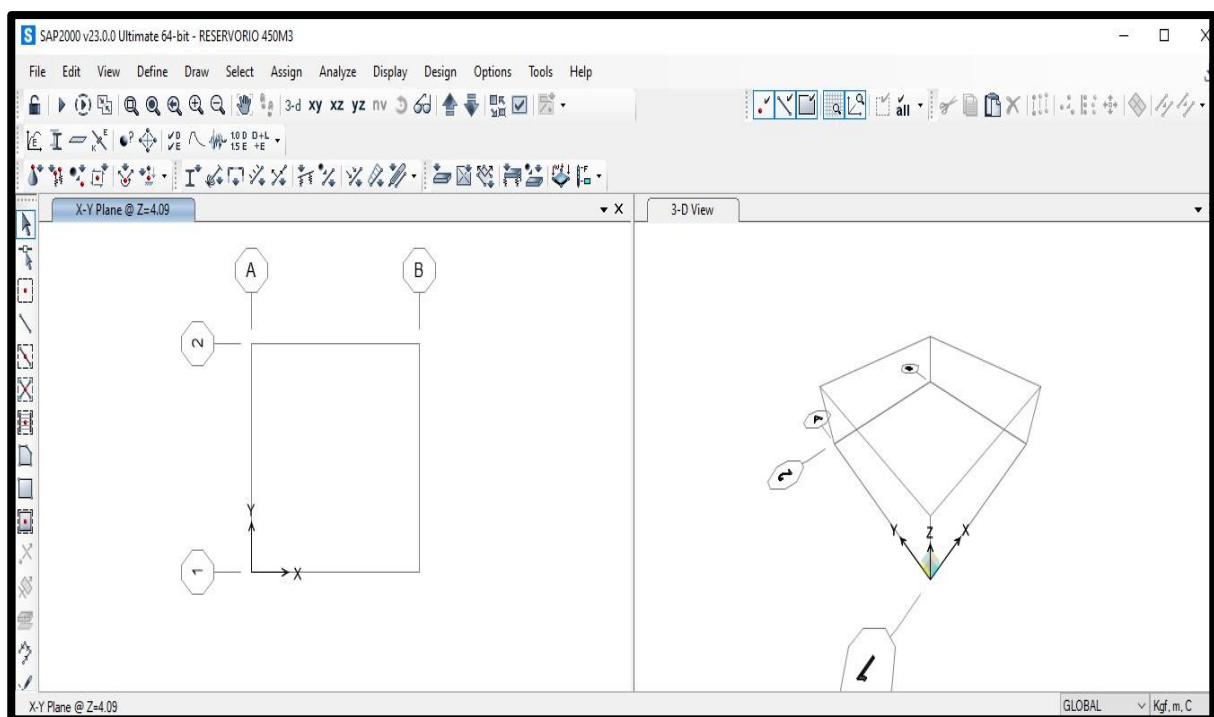 SAP2000 v23.0.0 Ultimate 64-bit - RESERVORIO 450M3
File Edit View Define Draw Select Assign Analyze Display Design Options Tools Help
3-d xy xz yz nv
all
X-Y Plane @ Z=4.09
X
3-D View
A
B
2
Y
X
1
Y
Z
X
1
X-Y Plane @ Z=4.09
GLOBAL
Kgf, m, C